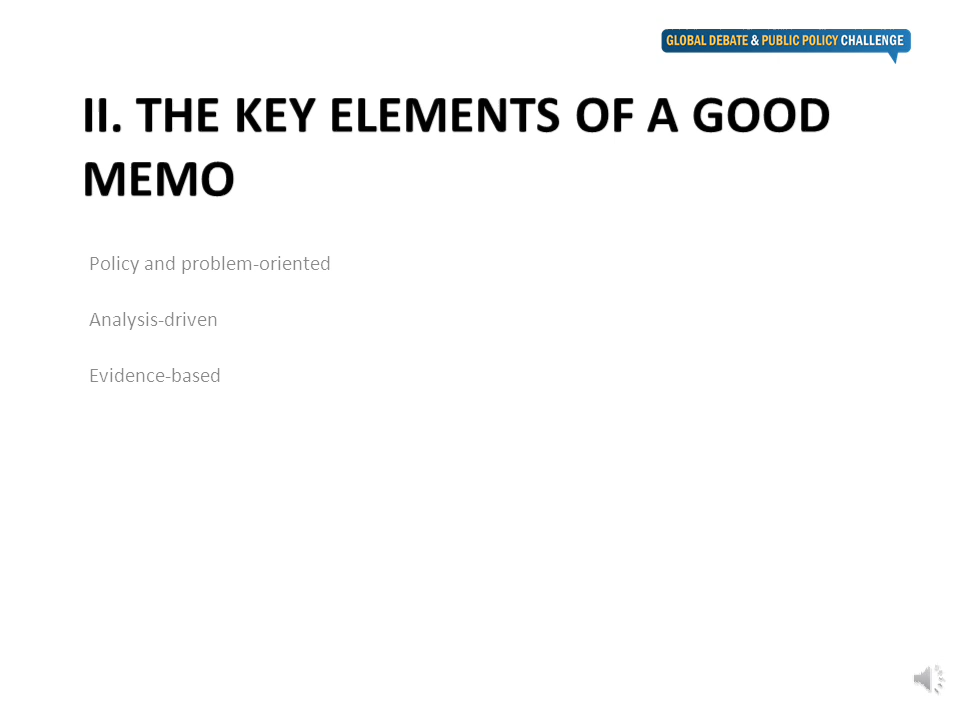 GLOBAL DEBATE & PUBLIC POLICY CHALLENGE
II. THE KEY ELEMENTS OF A GOOD
MEMO
Policy and problem-oriented
Analysis-driven
Evidence-based